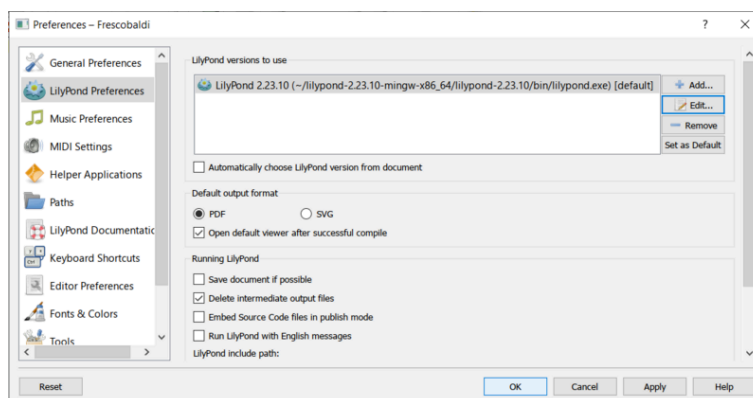 Preferences – Frescobaldi
?
General Preferences
LilyPond Preferences
Music Preferences
MIDI Settings
Helper Applications
Paths
LilyPond Documentatic
Keyboard Shortcuts
Editor Preferences
Fonts & Colors
Tools
LilyPond versions to use
LilyPond 2.23.10 (~/lilypond-2.23.10-mingw-x86_64/lilypond-2.23.10/bin/lilypond.exe) [default]
Add...
Edit...
Remove
Set as Default
Automatically choose LilyPond version from document
Default output format
PDF
SVG
Open default viewer after successful compile
Running LilyPond
Save document if possible
Delete intermediate output files
Embed Source Code files in publish mode
Run LilyPond with English messages
LilyPond include path:
Reset
OK
Cancel
Apply
Help